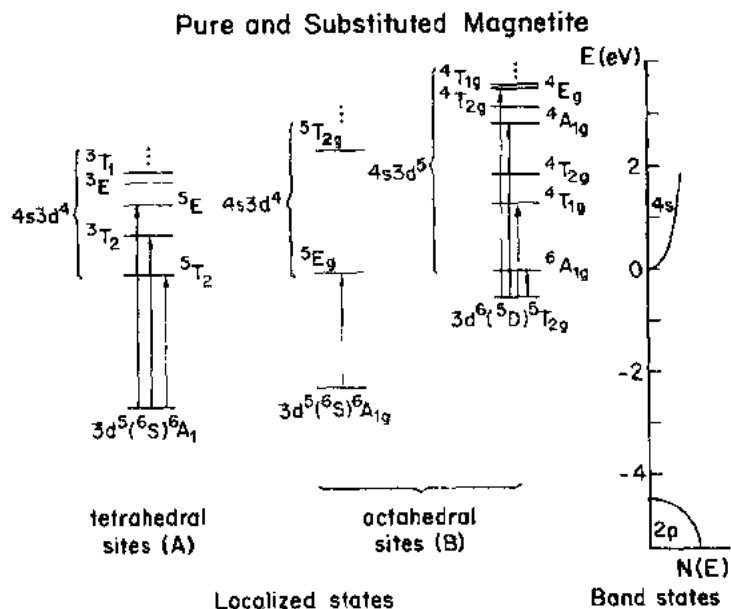 Pure and Substituted Magnetite
E(eV)
⁴T₁g
⁴Eg
⁴T₂g
⁴A₁g
⁵T₂g
4s3d⁵
2
³T₁
³E
⁴T₂g
4s3d⁴
⁵E
4s3d⁴
⁴T₁g
4s
³T₂
⁵T₂
⁵Eg
⁶A₁g
0
3d⁶(⁵D)⁵T₂g
-2
3d⁵(⁶S)⁶A₁
3d⁵(⁶S)⁶A₁g
-4
tetrahedral
sites (A)
octahedral
sites (B)
2p
N(E)
Localized states
Band states